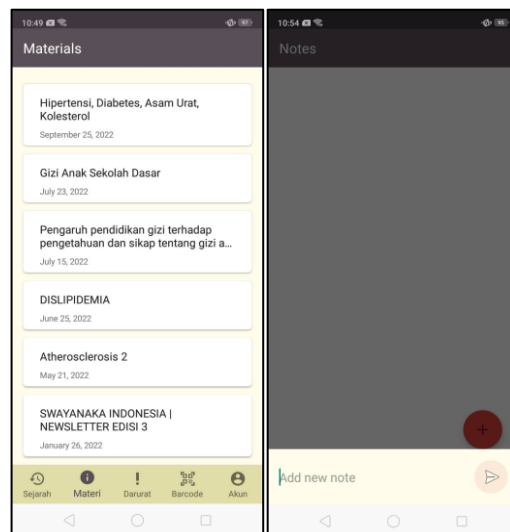 10:49
97
Materials
Hipertensi, Diabetes, Asam Urat,
Kolesterol
September 25, 2022
Gizi Anak Sekolah Dasar
July 23, 2022
Pengaruh pendidikan gizi terhadap
pengetahuan dan sikap tentang gizi a...
July 15, 2022
DISLIPIDEMIA
June 25, 2022
Atherosclerosis 2
May 21, 2022
SWAYANAKA INDONESIA |
NEWSLETTER EDISI 3
January 26, 2022
Sejarah Materi Darurat Barcode Akun
10:54
Notes
Add new note